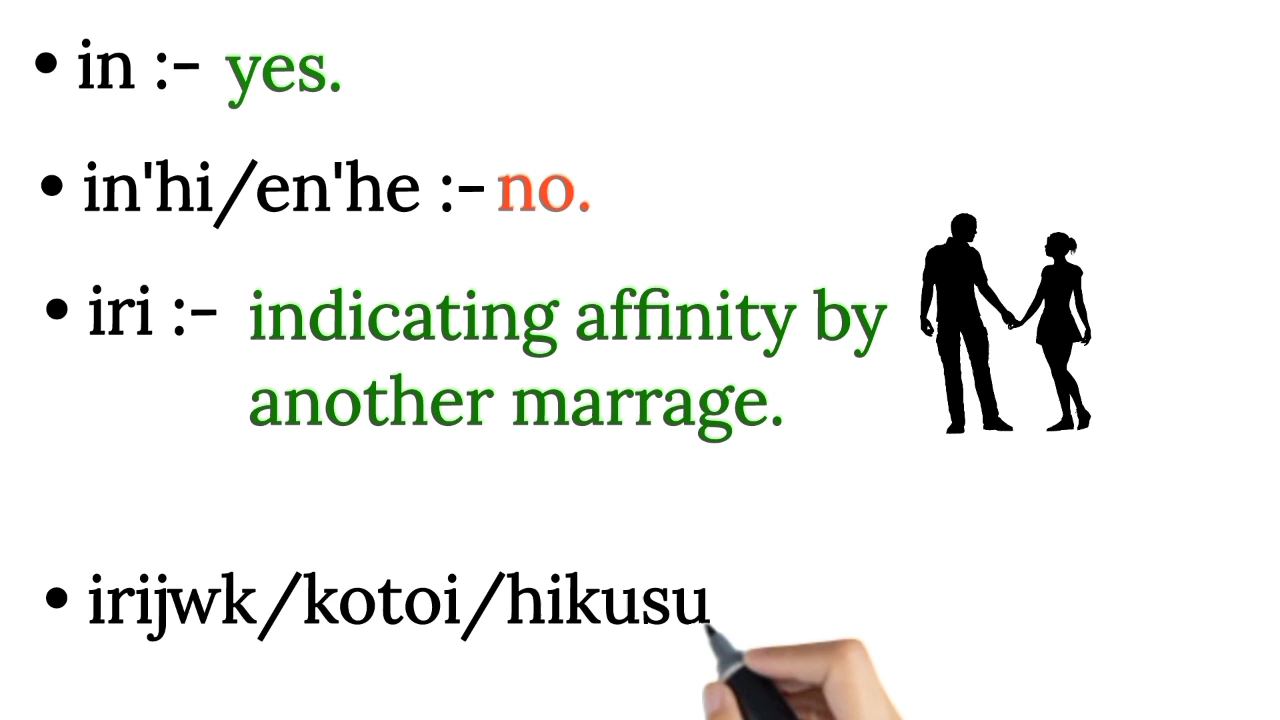 • in :- yes.
• in'hi/en'he :- no.
• iri :- indicating affinity by
another marrage.
• irijwk/kotoi/hikusu